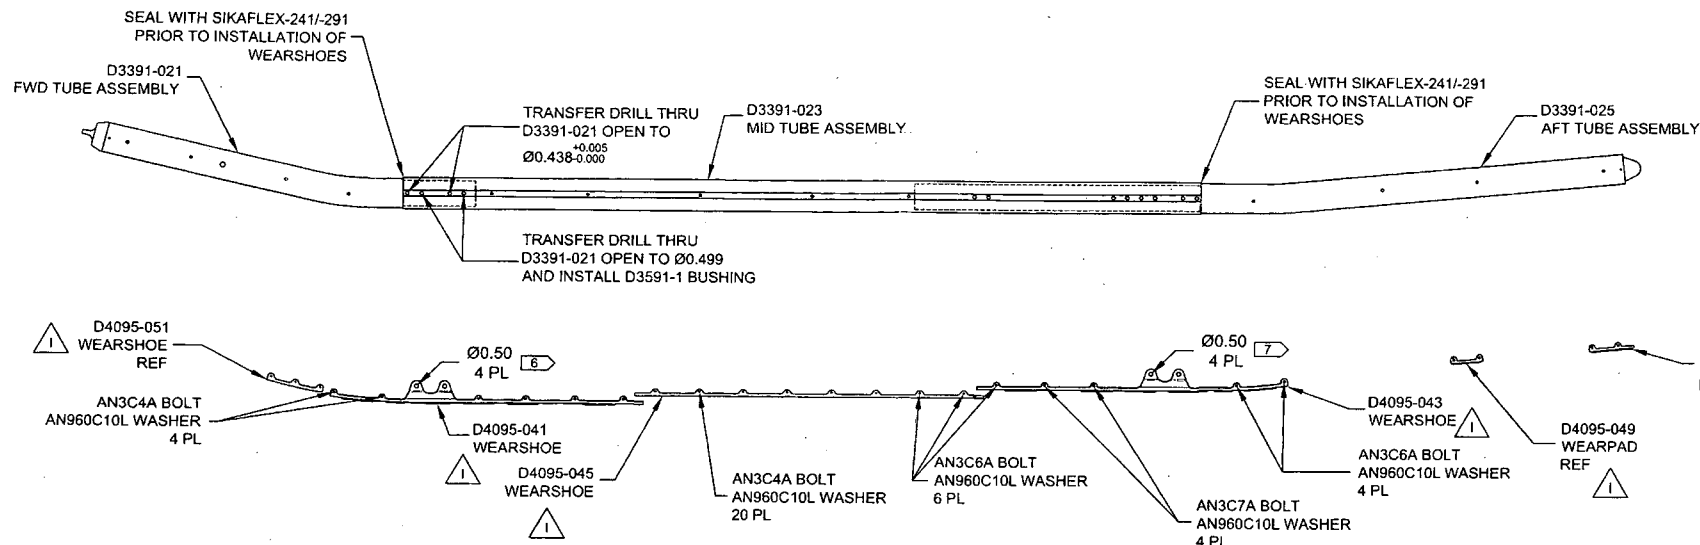 SEAL WITH SIKAFLEX-241/-291
PRIOR TO INSTALLATION OF
WEARSHOES
D3391-021
FWD TUBE ASSEMBLY
TRANSFER DRILL THRU
D3391-021 OPEN TO
Ø0.438+0.005-0.000
D3391-023
MID TUBE ASSEMBLY
SEAL WITH SIKAFLEX-241/-291
PRIOR TO INSTALLATION OF
WEARSHOES
D3391-025
AFT TUBE ASSEMBLY
TRANSFER DRILL THRU
D3391-021 OPEN TO Ø0.499
AND INSTALL D3591-1 BUSHING
D4095-051
WEARSHOE
REF
1
Ø0.50
4 PL
6
Ø0.50
4 PL
7
AN3C4A BOLT
AN960C10L WASHER
4 PL
D4095-041
WEARSHOE
1
D4095-045
WEARSHOE
1
AN3C4A BOLT
AN960C10L WASHER
20 PL
AN3C6A BOLT
AN960C10L WASHER
6 PL
AN3C7A BOLT
AN960C10L WASHER
4 PL
AN3C6A BOLT
AN960C10L WASHER
4 PL
D4095-043
WEARSHOE
1
D4095-049
WEARPAD
REF
1